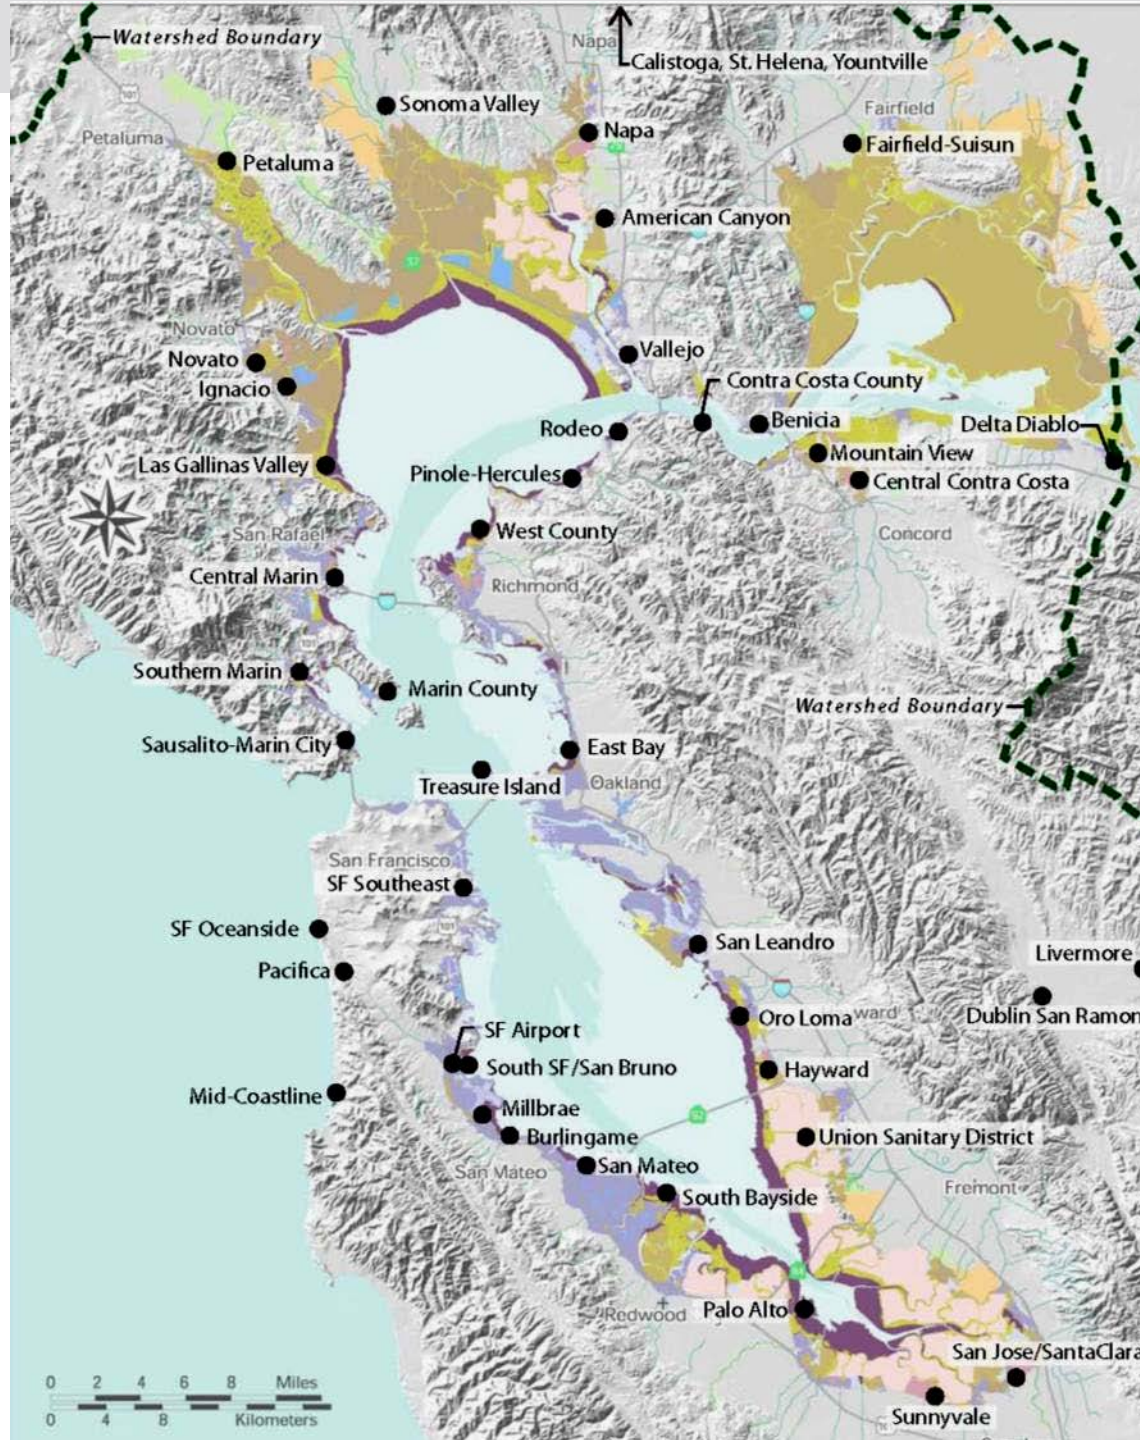 Watershed Boundary
Napa
Calistoga, St. Helena, Yountville
101
Sonoma Valley
Fairfield
Petaluma
Napa
Fairfield-Suisun
Petaluma
American Canyon
37
Novato
Vallejo
Novato
Ignacio
Contra Costa County
Rodeo
Benicia
Delta Diablo
Mountain View
Las Gallinas Valley
Pinole-Hercules
Central Contra Costa
N
San Rafael
West County
Concord
Central Marin
Richmond
Southern Marin
Marin County
Watershed Boundary
Sausalito-Marin City
East Bay
Treasure Island
Oakland
San Francisco
SF Southeast
SF Oceanside
101
San Leandro
Livermore
Pacifica
Dublin San Ramon
Oro Loma
ward
SF Airport
South SF/San Bruno
Hayward
Mid-Coastline
Millbrae
92
Burlingame
Union Sanitary District
San Mateo
San Mateo
South Bayside
Fremont
Redwood
Palo Alto
San Jose/SantaClara
0 2 4 6 8 Miles
0 4 8 Kilometers
Sunnyvale